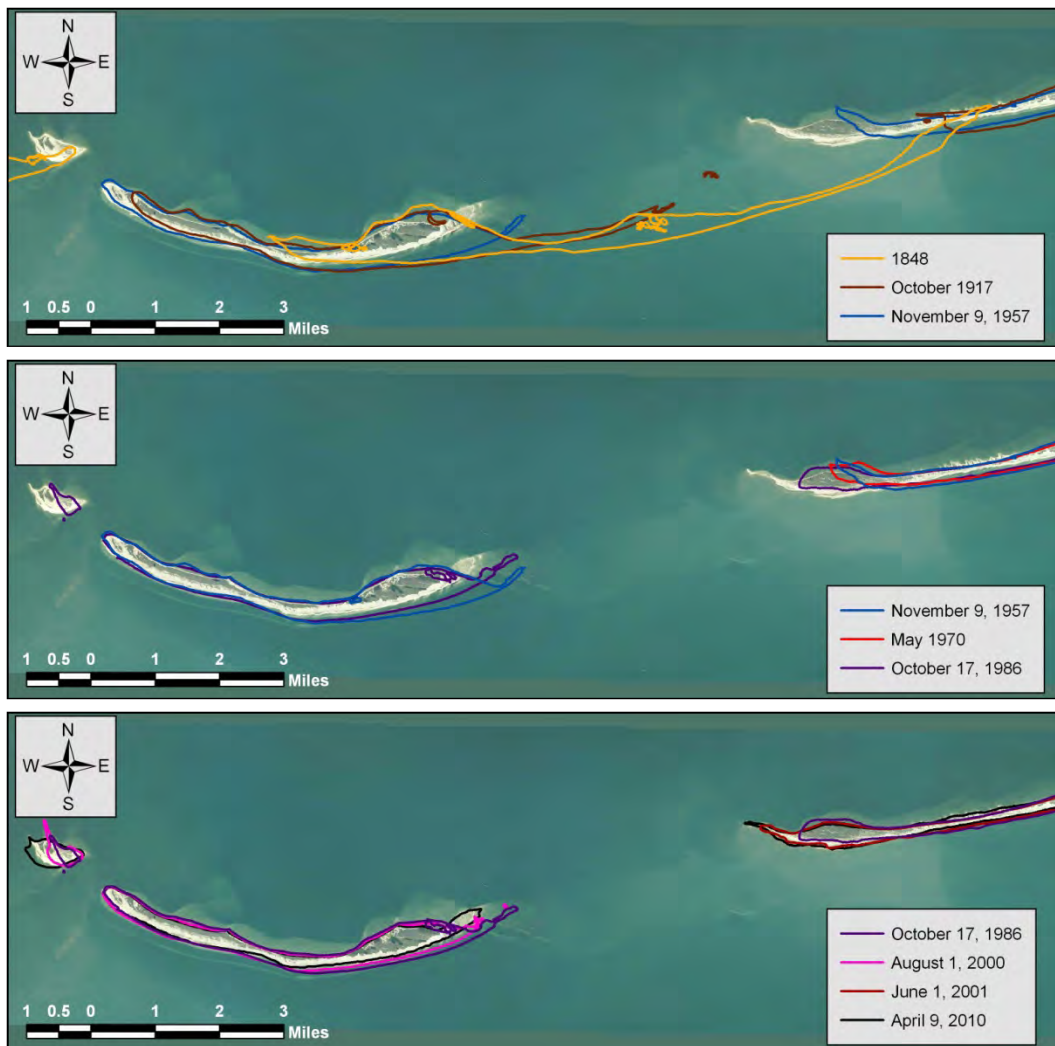 N
W E
S
1848
October 1917
November 9, 1957
1 0.5 0 1 2 3
Miles
N
W E
S
November 9, 1957
May 1970
October 17, 1986
1 0.5 0 1 2 3
Miles
N
W E
S
October 17, 1986
August 1, 2000
June 1, 2001
April 9, 2010
1 0.5 0 1 2 3
Miles